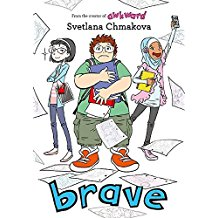 From the creator of awkward
Svetlana Chmakova
brave